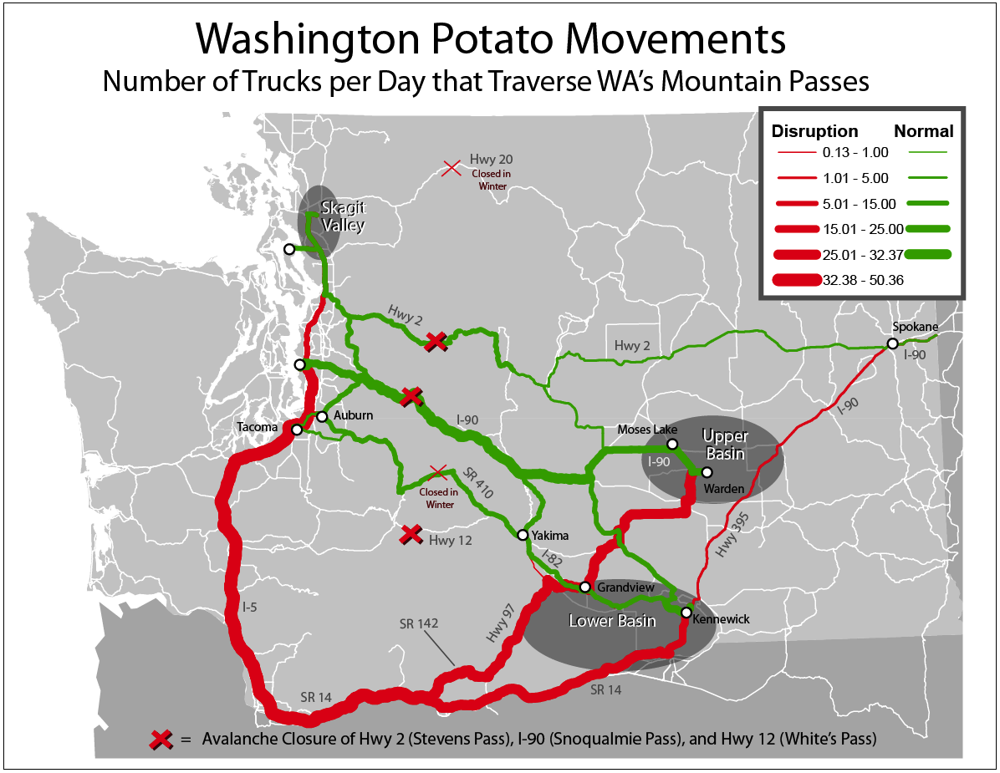 Washington Potato Movements
Number of Trucks per Day that Traverse WA's Mountain Passes
Disruption Normal
0.13 - 1.00
1.01 - 5.00
5.01 - 15.00
15.01 - 25.00
25.01 - 32.37
32.38 - 50.36
Hwy 20
Closed in
Winter
Skagit
Valley
Hwy 2
Hwy 2
Spokane
I-90
I-90
Auburn
Tacoma
I-90
Moses Lake
Upper
Basin
I-90
Warden
SR 410
Closed in
Winter
Hwy 12
Yakima
Hwy 395
I-82
Grandview
Lower Basin
Kennewick
I-5
Hwy 97
SR 142
SR 14
SR 14
= Avalanche Closure of Hwy 2 (Stevens Pass), I-90 (Snoqualmie Pass), and Hwy 12 (White's Pass)